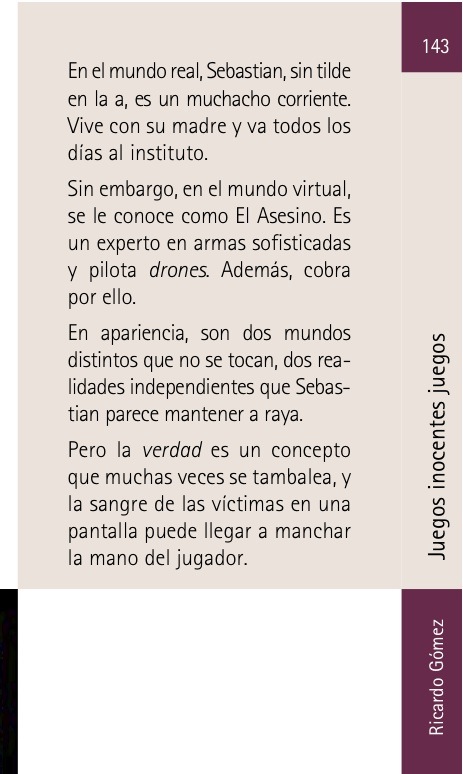 En el mundo real, Sebastian, sin tilde
en la a, es un muchacho corriente.
Vive con su madre y va todos los
días al instituto.
Sin embargo, en el mundo virtual,
se le conoce como El Asesino. Es
un experto en armas sofisticadas
y pilota drones. Además, cobra
por ello.
En apariencia, son dos mundos
distintos que no se tocan, dos rea-
lidades independientes que Sebas-
tian parece mantener a raya.
Pero la verdad es un concepto
que muchas veces se tambalea, y
la sangre de las víctimas en una
pantalla puede llegar a manchar
la mano del jugador.
143
Juegos inocentes juegos
Ricardo Gómez